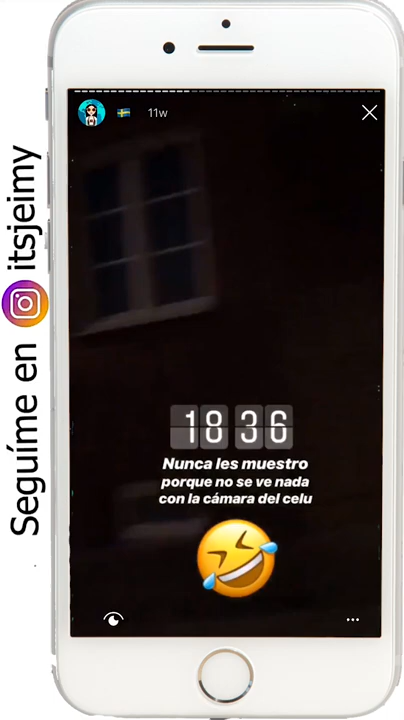 Seguíme en itsjeimy
11w
18 36
Nunca les muestro
porque no se ve nada
con la cámara del celu